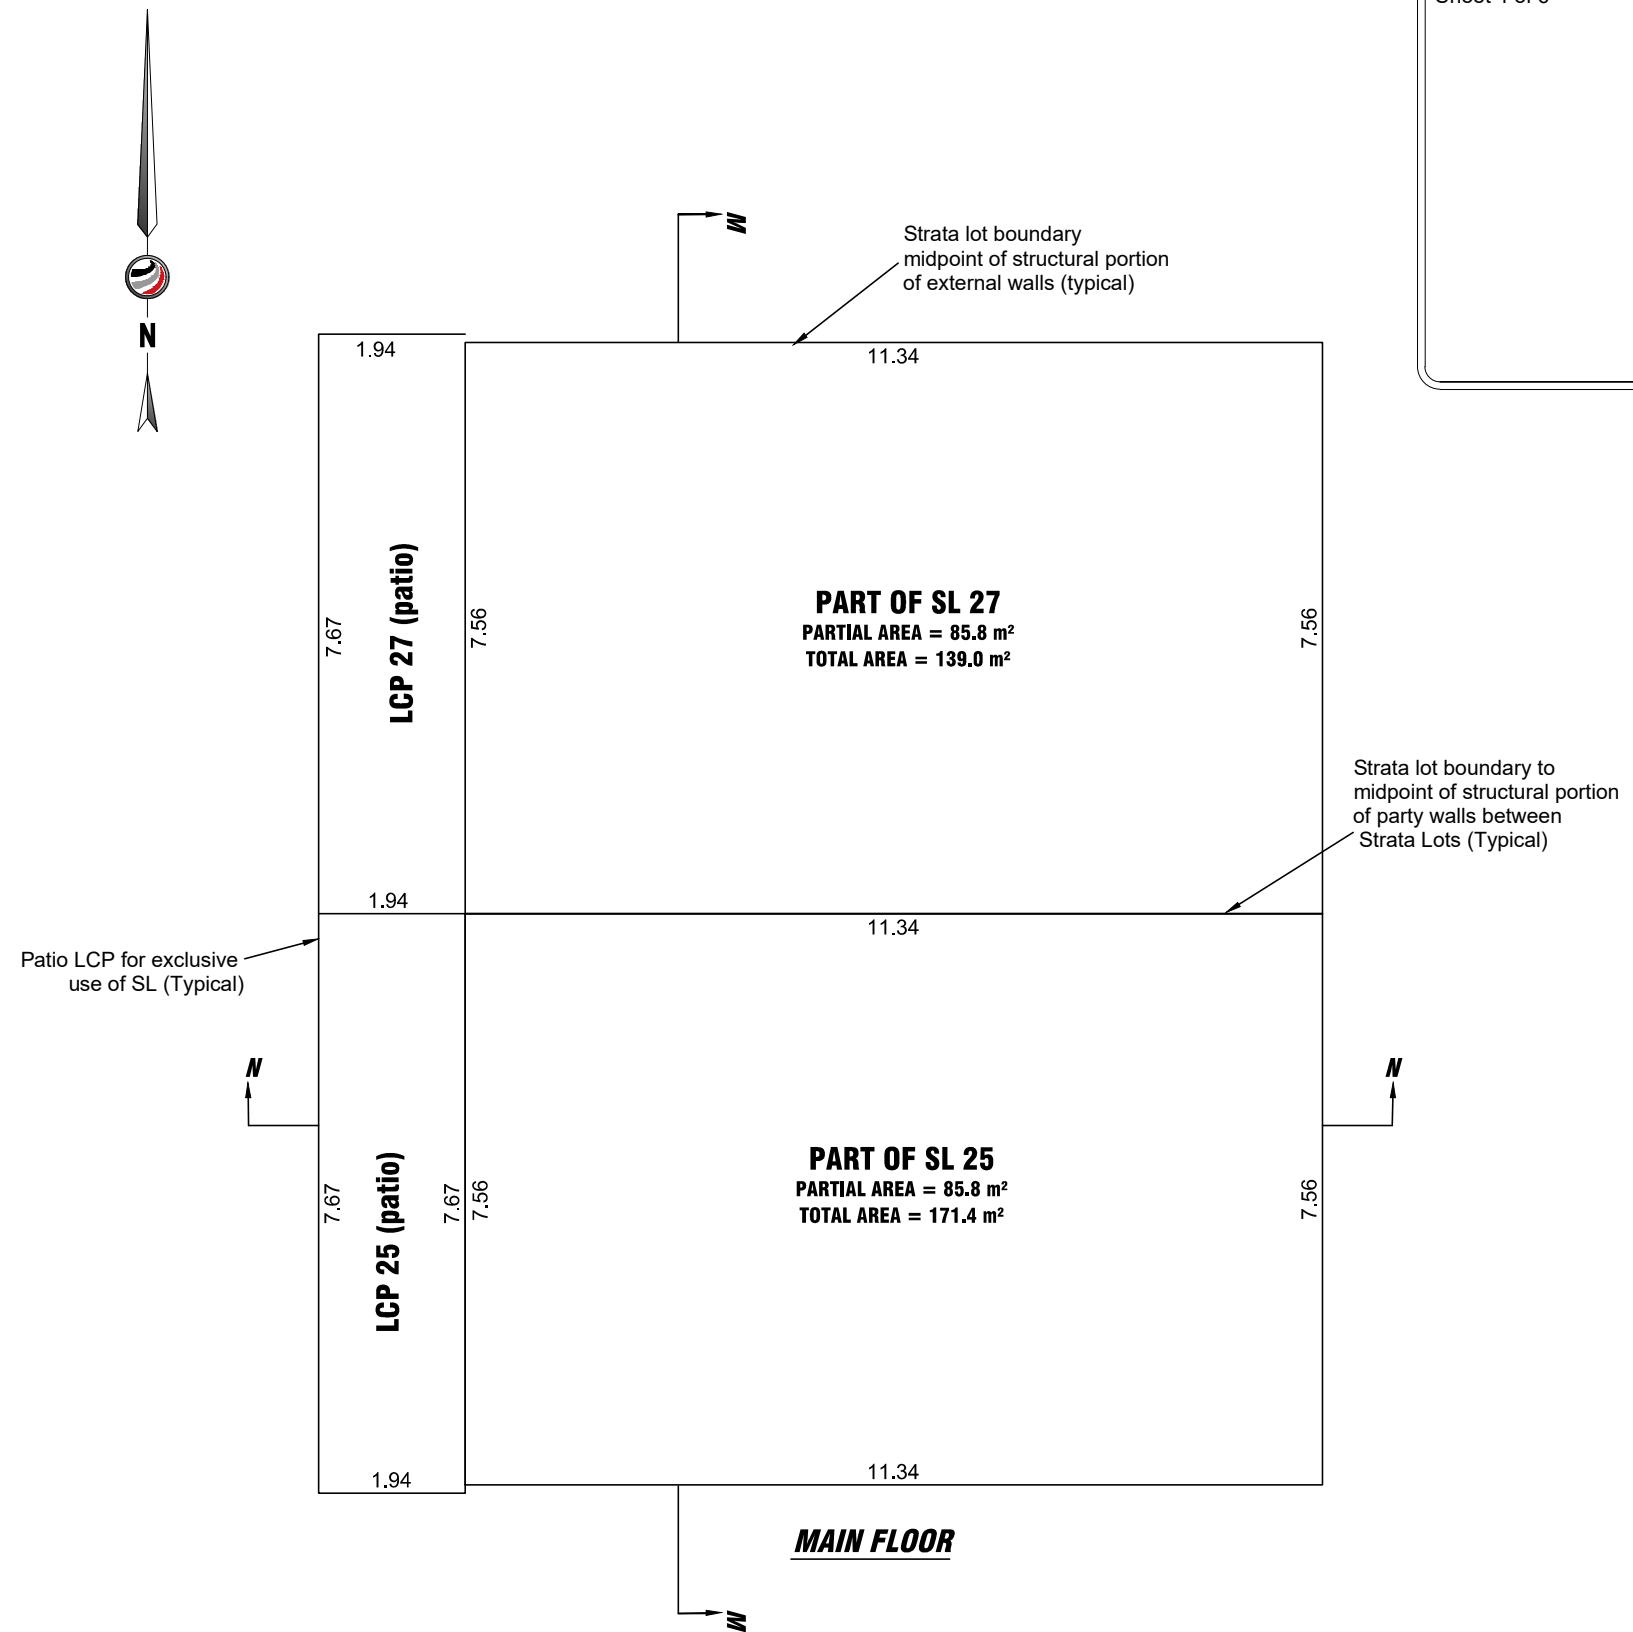 M
Strata lot boundary
midpoint of structural portion
of external walls (typical)
N
1.94
11.34
LCP 27 (patio)
7.67
7.56
PART OF SL 27
PARTIAL AREA = 85.8 m²
TOTAL AREA = 139.0 m²
7.56
Strata lot boundary to
midpoint of structural portion
of party walls between
Strata Lots (Typical)
1.94
11.34
Patio LCP for exclusive
use of SL (Typical)
N
N
LCP 25 (patio)
7.67
7.67
7.56
PART OF SL 25
PARTIAL AREA = 85.8 m²
TOTAL AREA = 171.4 m²
7.56
1.94
11.34
MAIN FLOOR
M